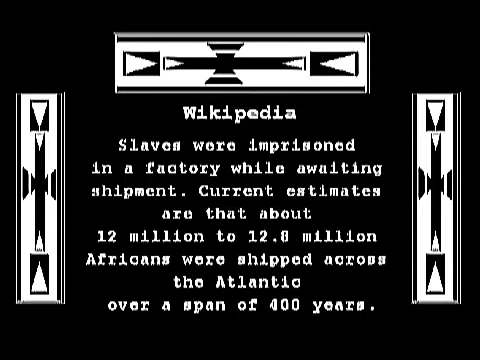 Wikipedia
Slaves were imprisoned
in a factory while awaiting
shipment. Current estimates
are that about
12 million to 12.8 million
Africans were shipped across
the Atlantic
over a span of 400 years.